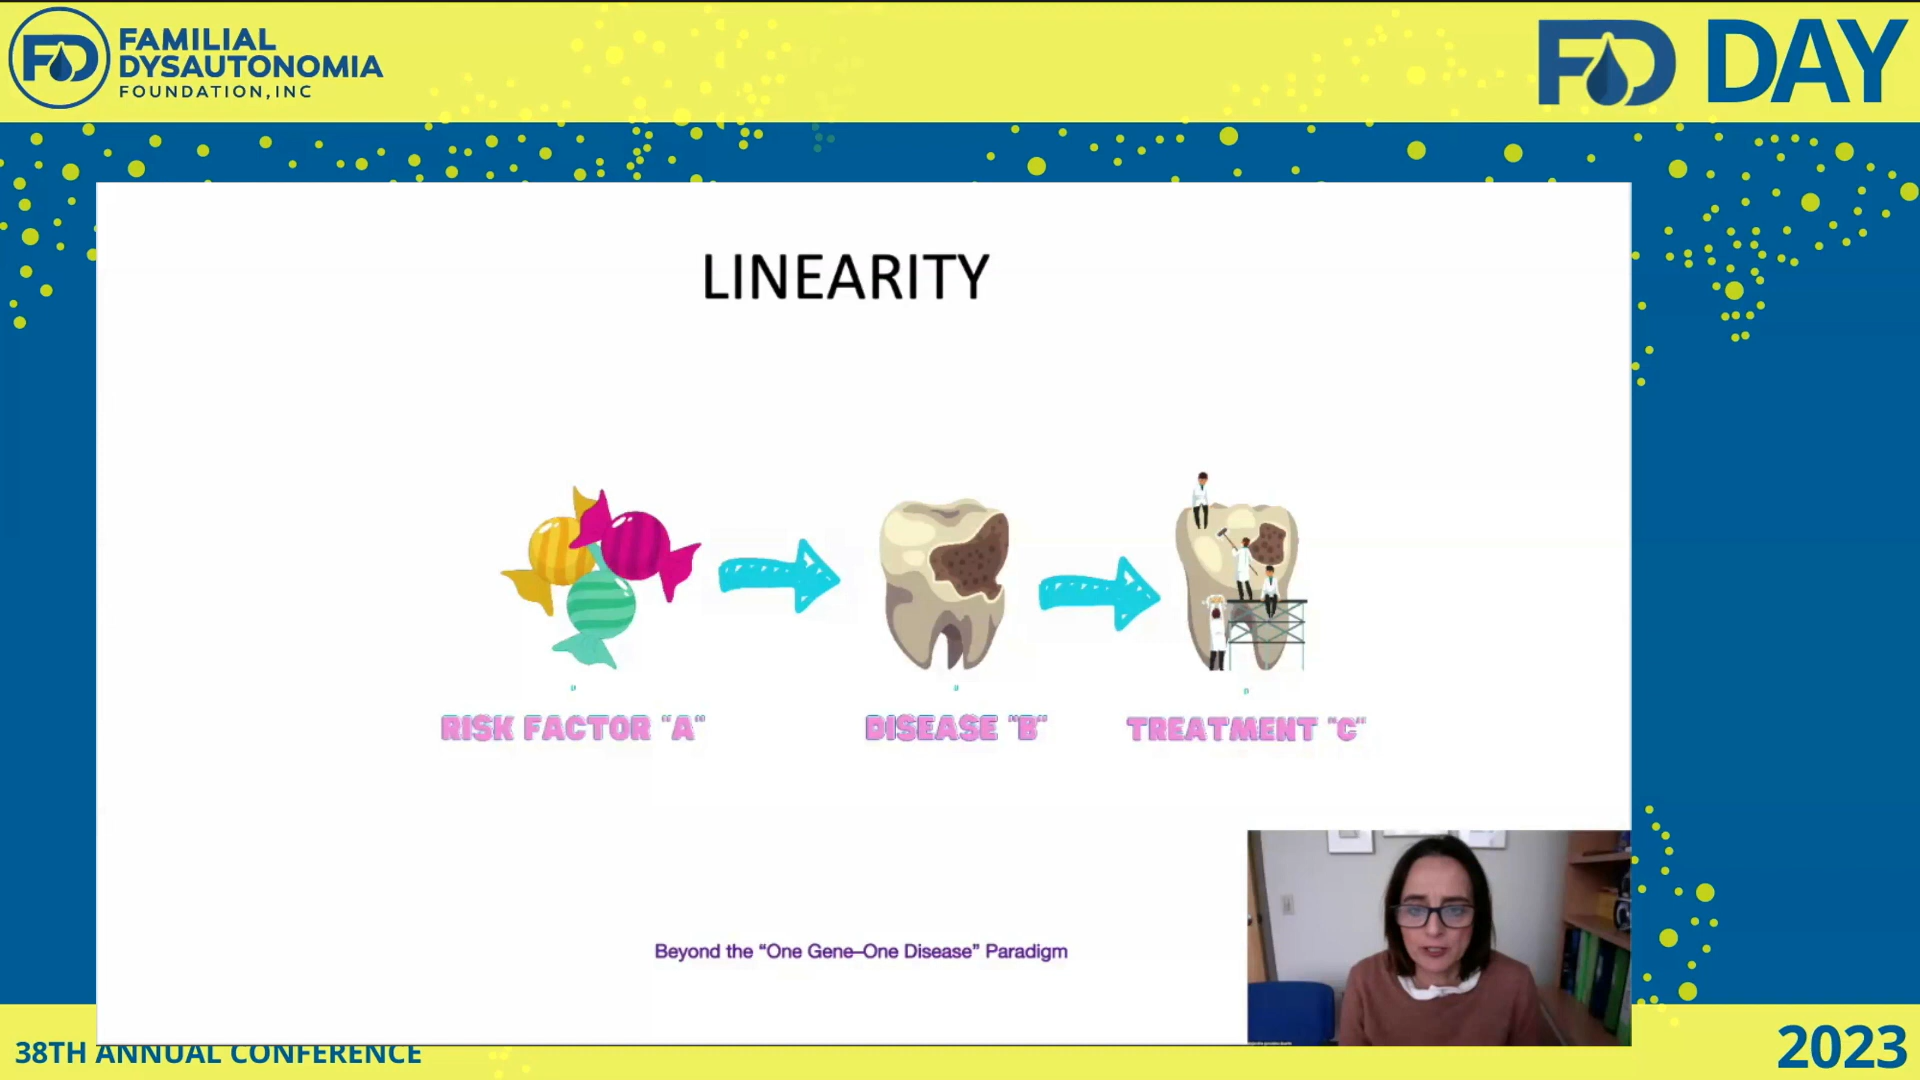 FD
FAMILIAL
DYSAUTONOMIA
FOUNDATION, INC
FD DAY
LINEARITY
RISK FACTOR "A"
DISEASE "B"
TREATMENT "C"
Beyond the “One Gene–One Disease” Paradigm
38TH ANNUAL CONFERENCE
2023